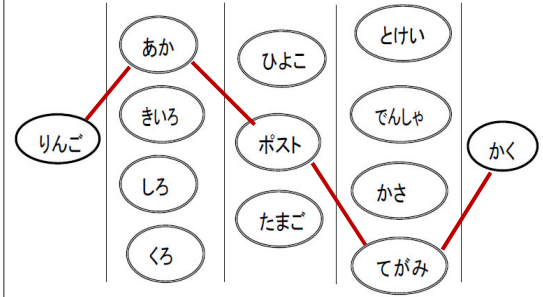 りんご
あか
きいろ
しろ
くろ
ひよこ
ポスト
たまご
とけい
でんしゃ
かさ
てがみ
かく